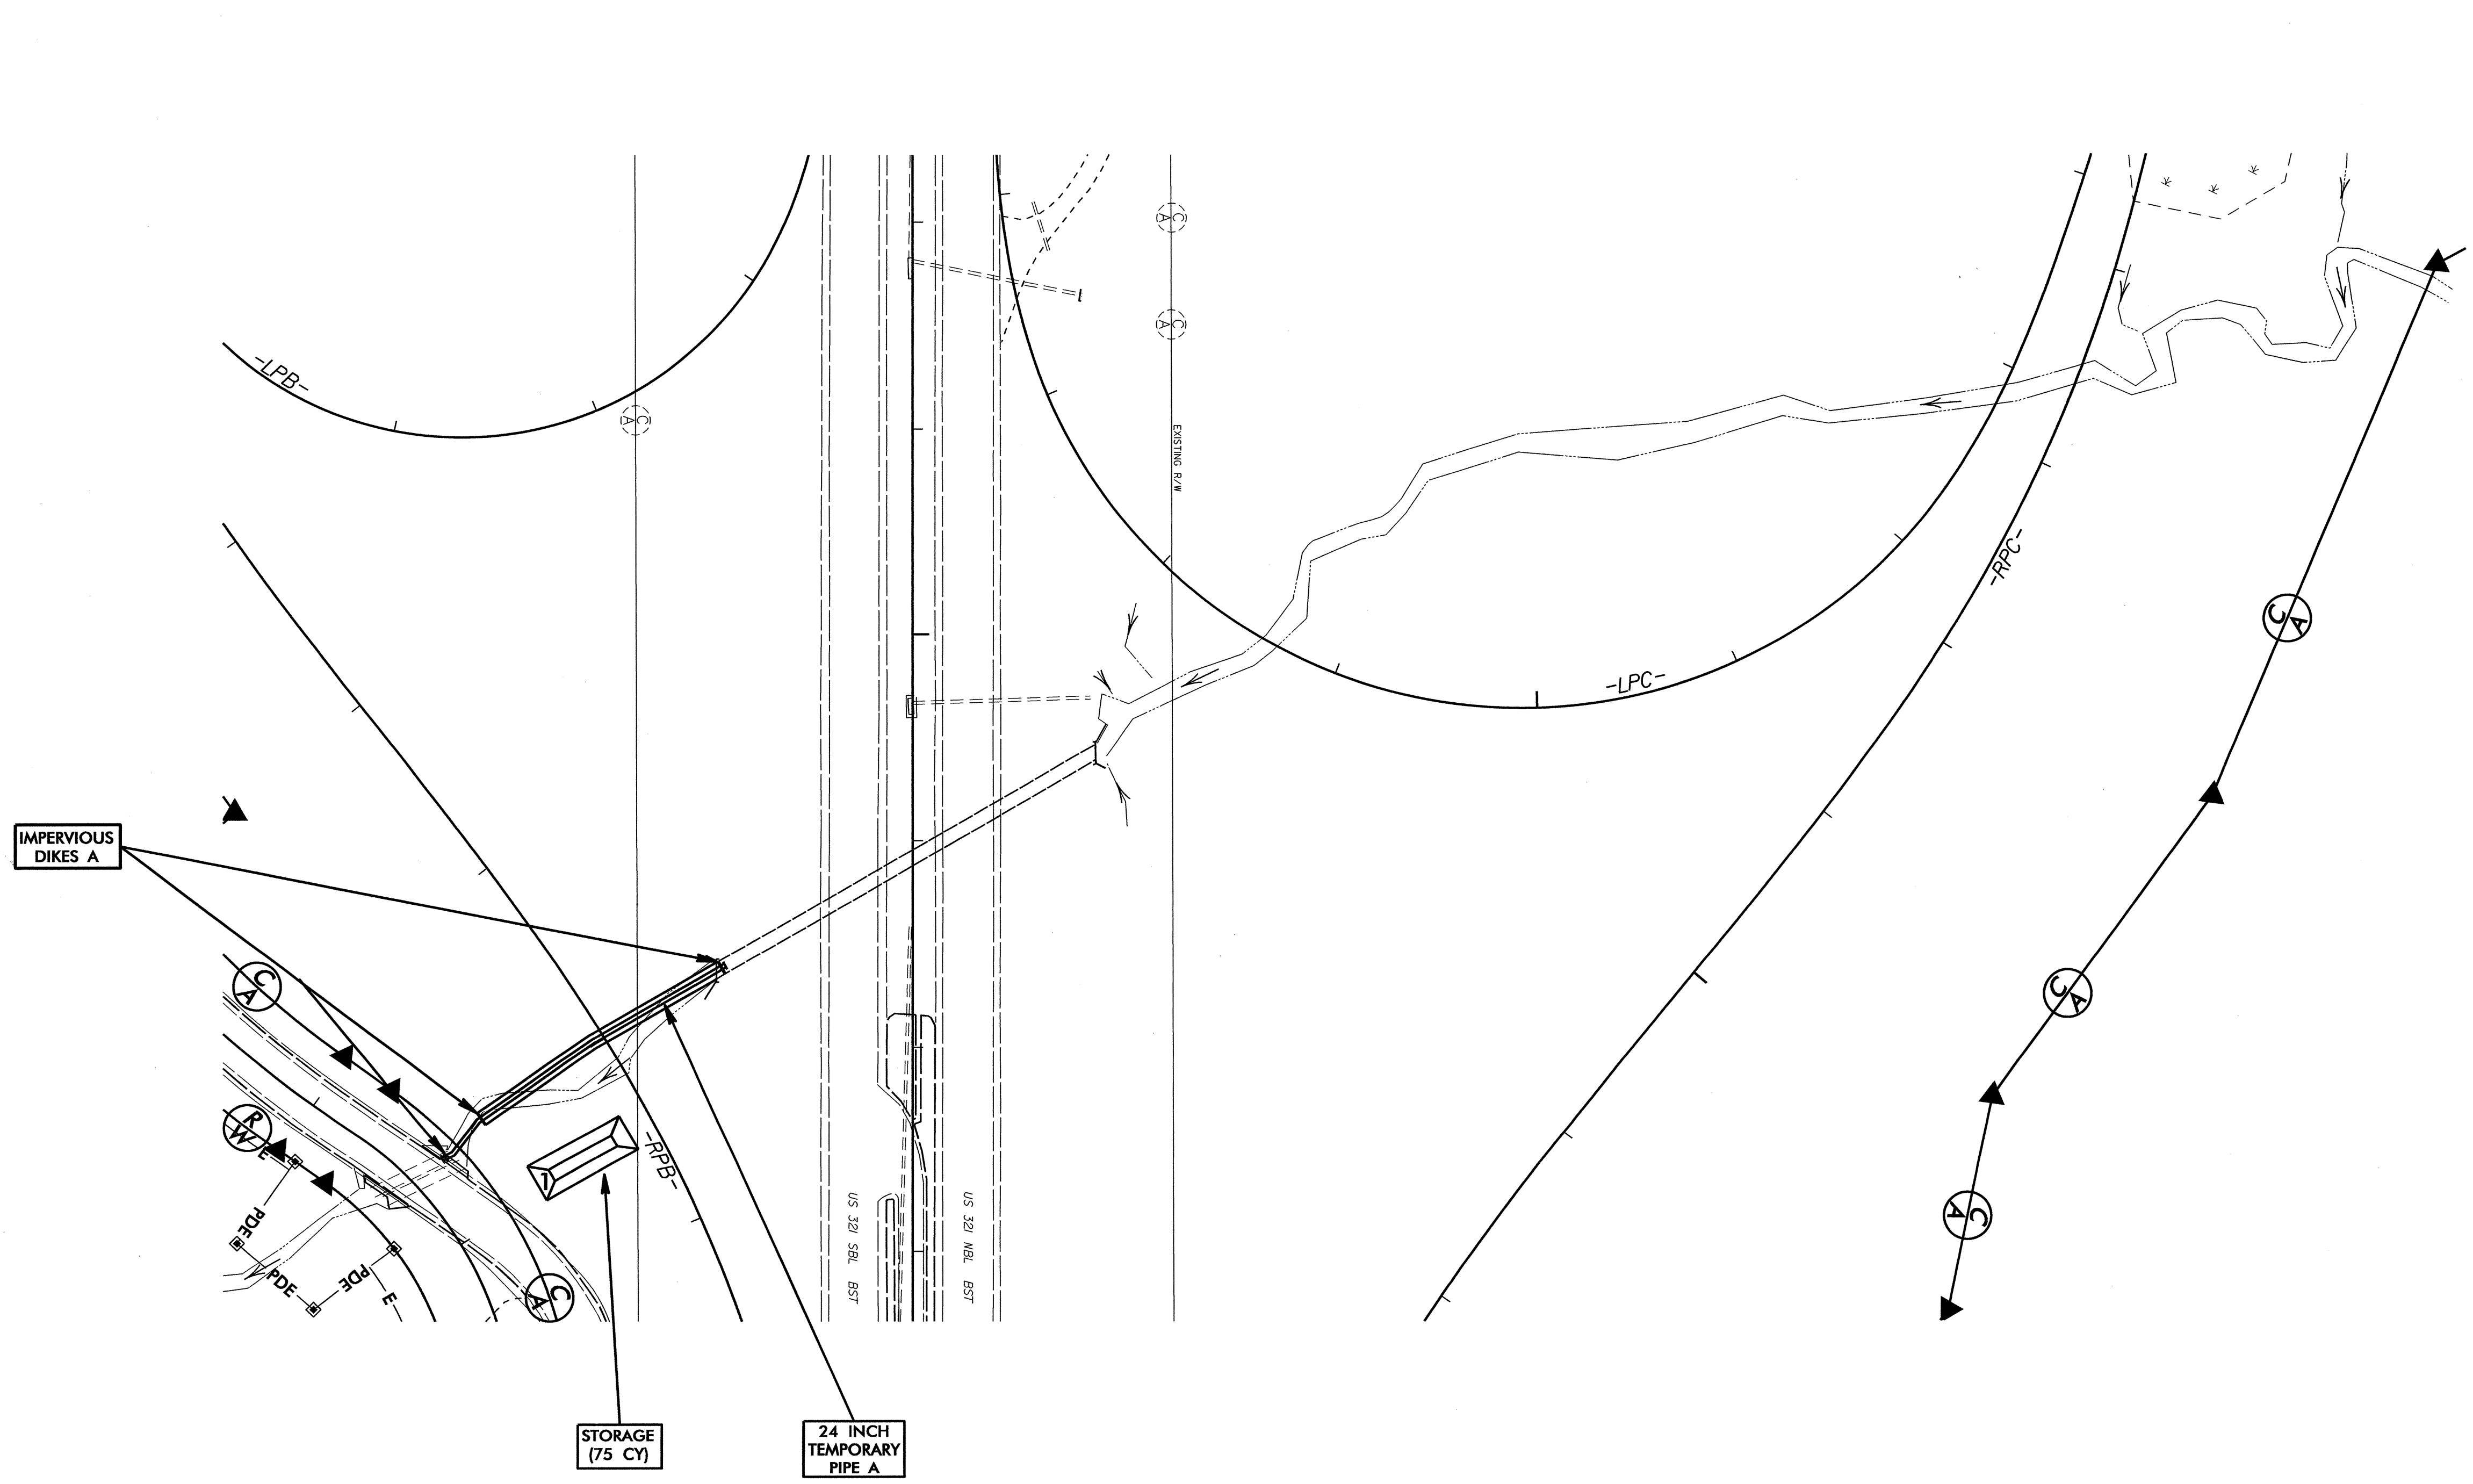 C
A
C
A
-LPB-
C
A
EXISTING R/W
-RPC-
C
A
-LPC-
IMPERVIOUS
DIKES A
C
A
C
A
R
W
E
1
-RPB-
PDE
PDE
PDE
E
C
A
US 321 SBL BST
US 321 NBL BST
C
A
STORAGE
(75 CY)
24 INCH
TEMPORARY
PIPE A